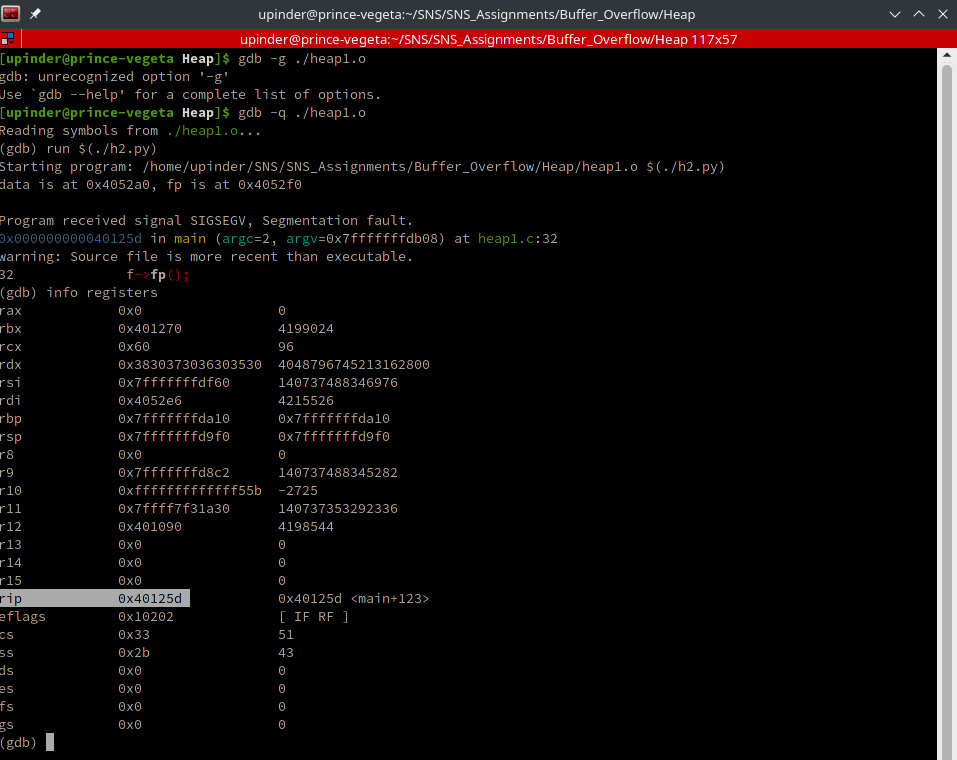 upinder@prince-vegeta:~/SNS/SNS_Assignments/Buffer_Overflow/Heap
upinder@prince-vegeta:~/SNS/SNS_Assignments/Buffer_Overflow/Heap 117x57
[upinder@prince-vegeta Heap]$ gdb -g ./heap1.o
gdb: unrecognized option '-g'
Use `gdb --help' for a complete list of options.
[upinder@prince-vegeta Heap]$ gdb -q ./heap1.o
Reading symbols from ./heap1.o...
(gdb) run $(./h2.py)
Starting program: /home/upinder/SNS/SNS_Assignments/Buffer_Overflow/Heap/heap1.o $(./h2.py)
data is at 0x4052a0, fp is at 0x4052f0
Program received signal SIGSEGV, Segmentation fault.
0x000000000040125d in main (argc=2, argv=0x7fffffffdb08) at heap1.c:32
warning: Source file is more recent than executable.
32 f->fp();
(gdb) info registers
rax 0x0 0
rbx 0x401270 4199024
rcx 0x60 96
rdx 0x3830373036303530 4048796745213162800
rsi 0x7fffffffdf60 140737488346976
rdi 0x4052e6 4215526
rbp 0x7fffffffda10 0x7fffffffda10
rsp 0x7fffffffd9f0 0x7fffffffd9f0
r8 0x0 0
r9 0x7fffffffd8c2 140737488345282
r10 0xfffffffffffff55b -2725
r11 0x7ffff7f31a30 140737353292336
r12 0x401090 4198544
r13 0x0 0
r14 0x0 0
r15 0x0 0
rip 0x40125d 0x40125d <main+123>
eflags 0x10202 [ IF RF ]
cs 0x33 51
ss 0x2b 43
ds 0x0 0
es 0x0 0
fs 0x0 0
gs 0x0 0
(gdb)